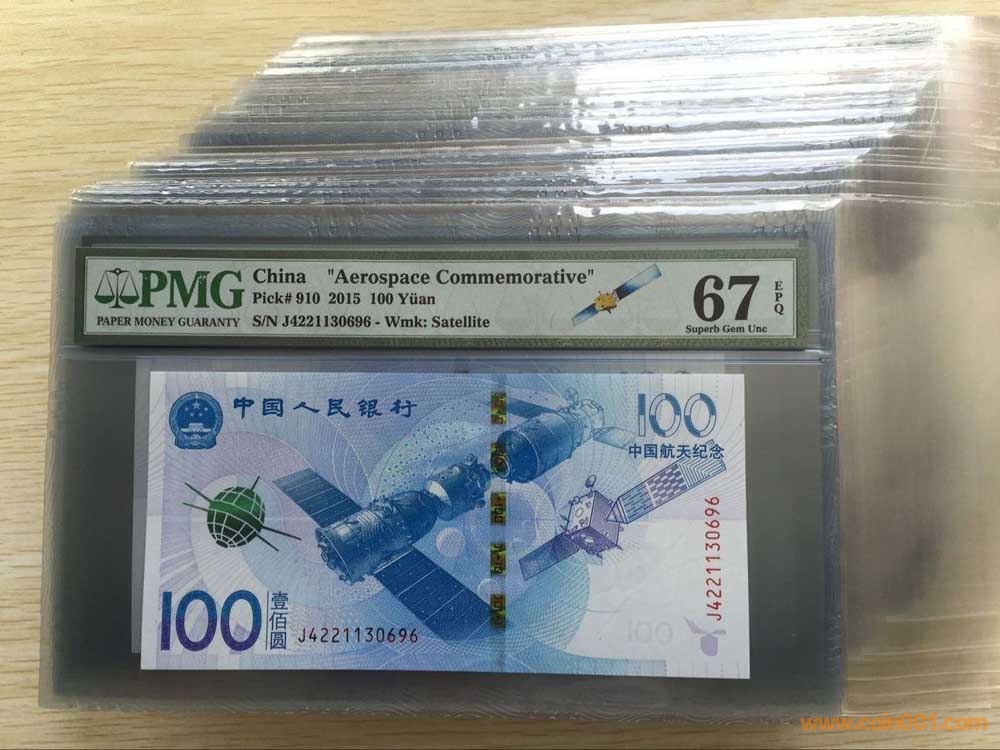 PMG
PAPER MONEY GUARANTY
China "Aerospace Commemorative"
Pick# 910 2015 100 Yüan
S/N J4221130696 - Wmk: Satellite
67
EPQ
Superb Gem Unc
中国人民银行
100
中国航天纪念
J4221130696
100
壹佰圆
J4221130696
100
www.coin001.com